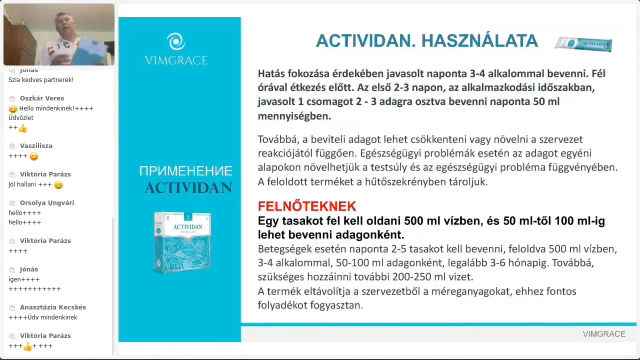 Jónás
Szia kedves partnerek!
Oszkár Veres
Hello mindenkinek!++++
Üdvözlet
++
Vaszilisza
++++
Viktória Parázs
Jól hallani +++
Orsolya Ungvári
hello++++
hello++++
Viktória Parázs
++++
Jónás
igen++++
+++++++++++
Anasztázia Kecskés
++++Üdv mindenkinek
Viktória Parázs
+++ + +++
VIMGRACE
ПРИМЕНЕНИЕ
ACTIVIDAN
ACTIVIDAN. HASZNÁLATA
Hatás fokozása érdekében javasolt naponta 3-4 alkalommal bevenni. Fél
órával étkezés előtt. Az első 2-3 napon, az alkalmazkodási időszakban,
javasolt 1 csomagot 2 - 3 adagra osztva bevenni naponta 50 ml
mennyiségben.
Továbbá, a beviteli adagot lehet csökkenteni vagy növelni a szervezet
reakciójától függően. Egészségügyi problémák esetén az adagot egyéni
alapokon növelhetjük a testsúly és az egészségügyi probléma függvényében.
A feloldott terméket a hűtőszekrényben tároljuk.
FELNŐTEKNEK
Egy tasakot fel kell oldani 500 ml vízben, és 50 ml-től 100 ml-ig
lehet bevenni adagonként.
Betegségek esetén naponta 2-5 tasakot kell bevenni, feloldva 500 ml vízben,
3-4 alkalommal, 50-100 ml adagonként, legalább 3-6 hónapig. Továbbá,
szükséges hozzáinni további 200-250 ml vizet.
A termék eltávolítja a szervezetből a méreganyagokat, ehhez fontos
folyadékot fogyasztan.
VIMGRACE